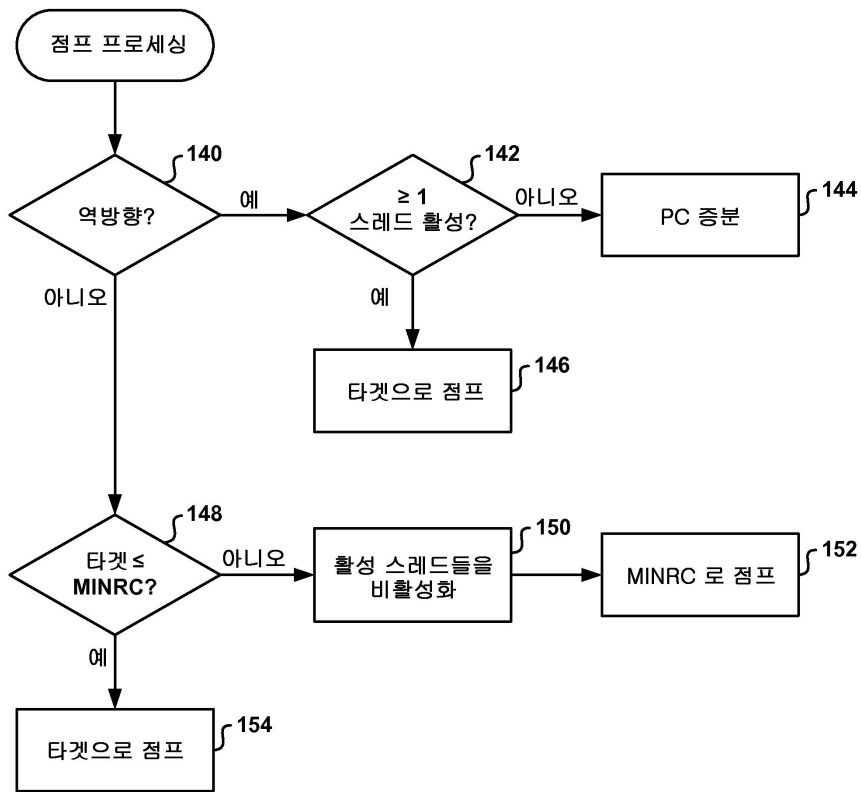 점프 프로세싱
140
역방향?
예
142
≥ 1
스레드 활성?
아니오
144
PC 증분
아니오
예
146
타겟으로 점프
148
타겟 ≤
MINRC?
아니오
150
활성 스레드들을
비활성화
152
MINRC 로 점프
예
154
타겟으로 점프